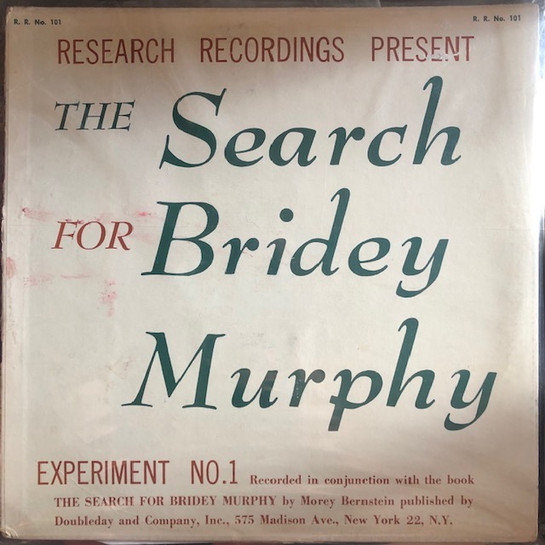 R. R. No. 101 R. R. No. 101
RESEARCH RECORDINGS PRESENT
THE Search
FOR Bridey
Murphy
EXPERIMENT NO.1 Recorded in conjunction with the book
THE SEARCH FOR BRIDEY MURPHY by Morey Bernstein published by
Doubleday and Company, Inc., 575 Madison Ave., New York 22, N.Y.